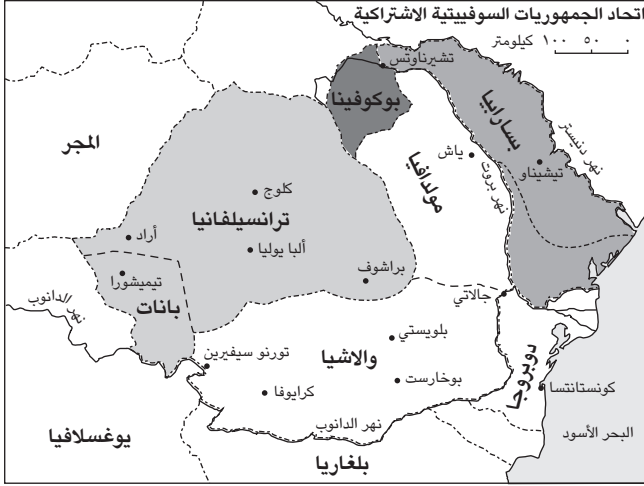 اتحاد الجمهوريات السوفييتية الاشتراكية
٠ ٥٠ ١٠٠ كيلومتر
تشيرناوتس
بوكوفينا
بسارابيا
نهر دنيستر
المجر
ياش
تيشيناو
مولدافيا
نهر بروت
كلوج
ترانسيلفانيا
أراد
ألبا يوليا
تيميشورا
براشوف
نهر الدانوب
بانات
جالاتي
بلويستي
تورنو سيفيرين
والاشيا
دوبروجا
كرايوفا
بوخارست
كونستانتسا
نهر الدانوب
يوغسلافيا
البحر الأسود
بلغاريا